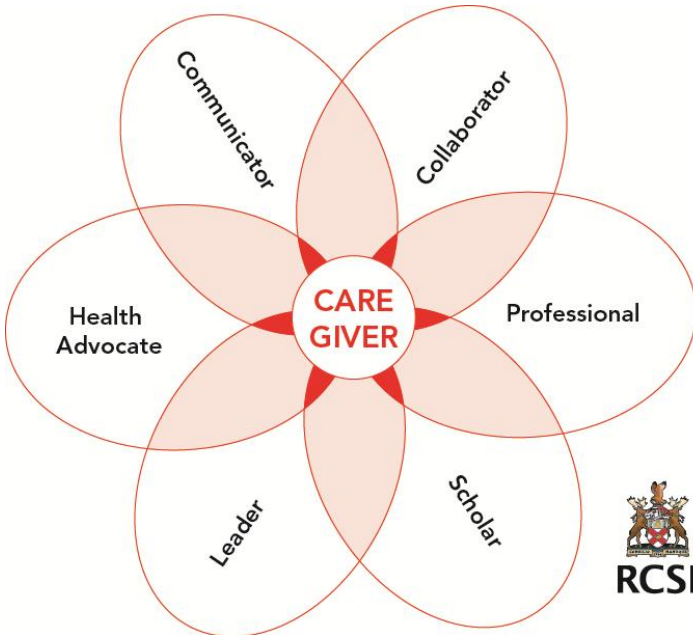 Communicator
Collaborator
Health
Advocate
CARE
GIVER
Professional
Leader
Scholar
RCSI